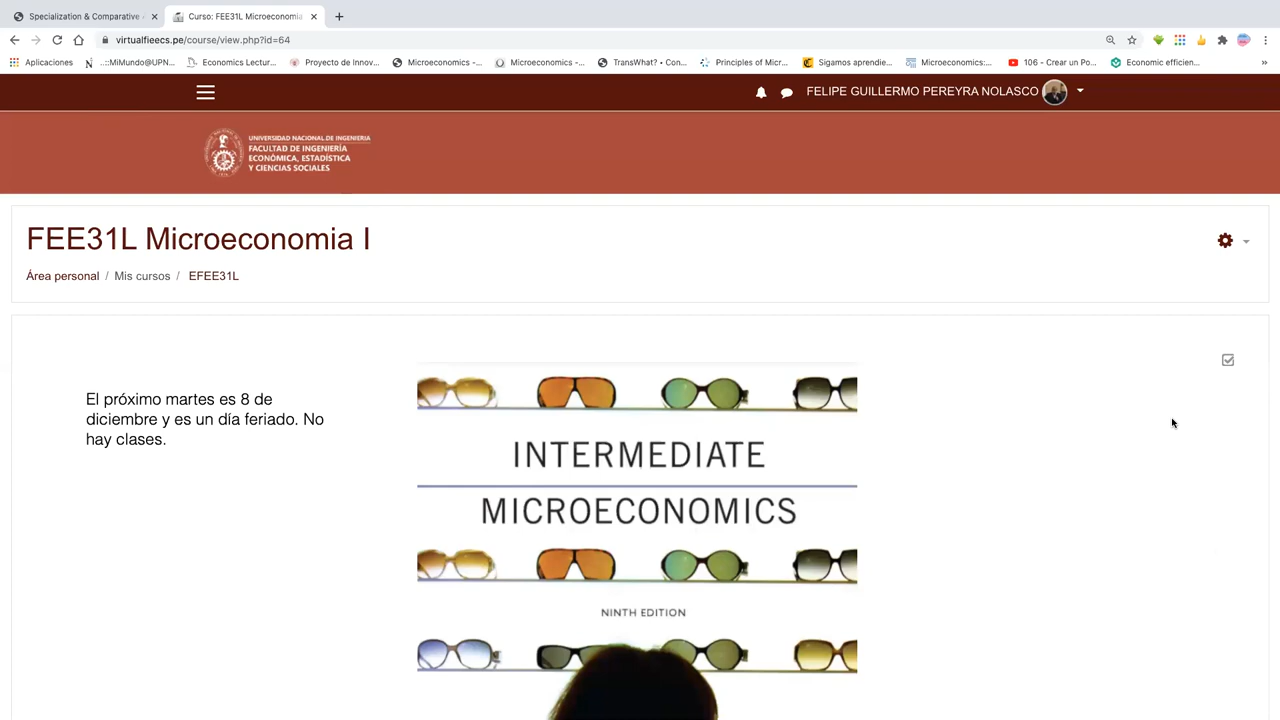 Specialization & Comparative
Curso: FEE31L Microeconomia
virtualfieecs.pe/course/view.php?id=64
Aplicaciones
..::MiMundo@UPN...
Economics Lectur...
Proyecto de Innov...
Microeconomics -...
Microeconomics -...
TransWhat? • Con...
Principles of Micr...
Sigamos aprendie...
Microeconomics:...
106 - Crear un Po...
Economic efficien...
»
FELIPE GUILLERMO PEREYRA NOLASCO
UNIVERSIDAD NACIONAL DE INGENIERIA
FACULTAD DE INGENIERÍA
ECONÓMICA, ESTADÍSTICA
Y CIENCIAS SOCIALES
FEE31L Microeconomia I
Área personal / Mis cursos / EFEE31L
El próximo martes es 8 de
diciembre y es un día feriado. No
hay clases.
INTERMEDIATE
MICROECONOMICS
NINTH EDITION